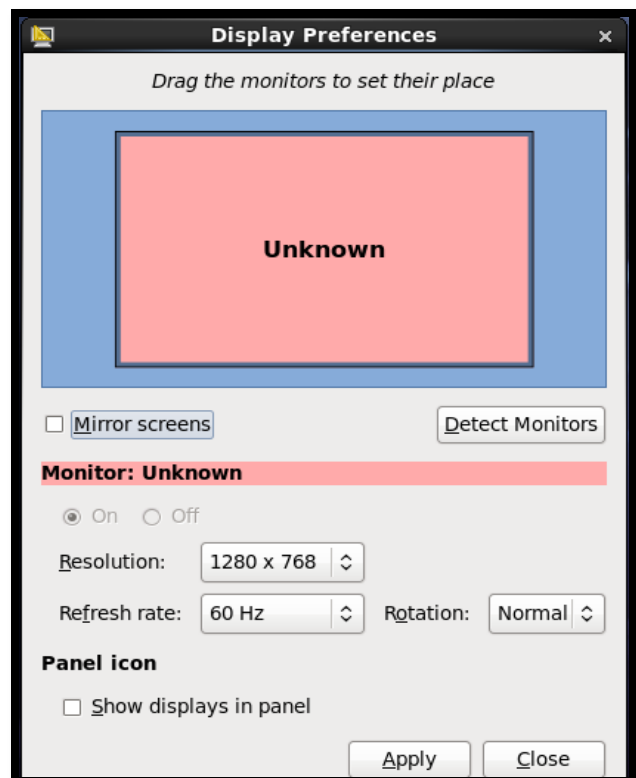 Display Preferences
Drag the monitors to set their place
Unknown
Mirror screens
Detect Monitors
Monitor: Unknown
On Off
Resolution: 1280 x 768
Refresh rate: 60 Hz Rotation: Normal
Panel icon
Show displays in panel
Apply Close